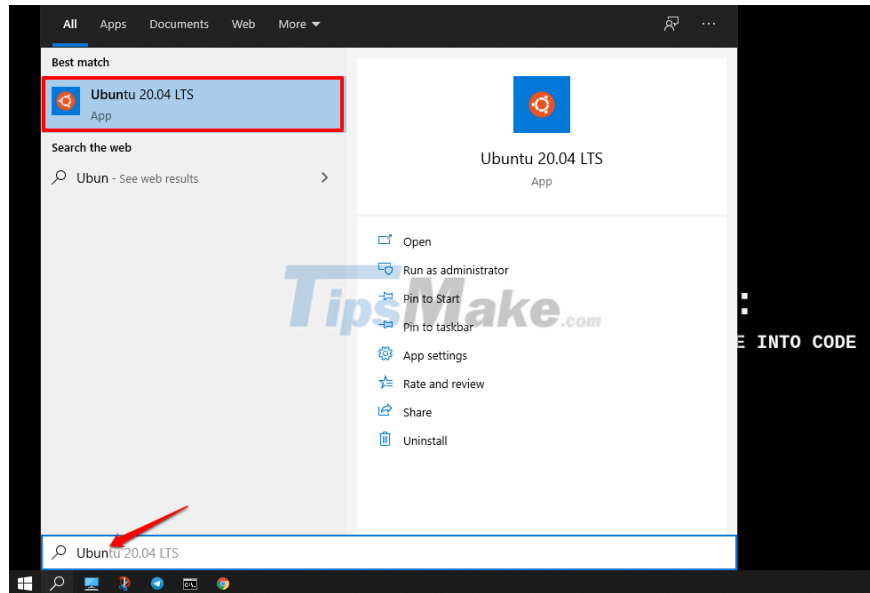 All Apps Documents Web More
Best match
Ubuntu 20.04 LTS
App
Search the web
Ubun - See web results
Ubuntu 20.04 LTS
App
Open
Run as administrator
Pin to Start
Pin to taskbar
App settings
Rate and review
Share
Uninstall
TipsMake.com
:
E INTO CODE
Ubuntu 20.04 LTS